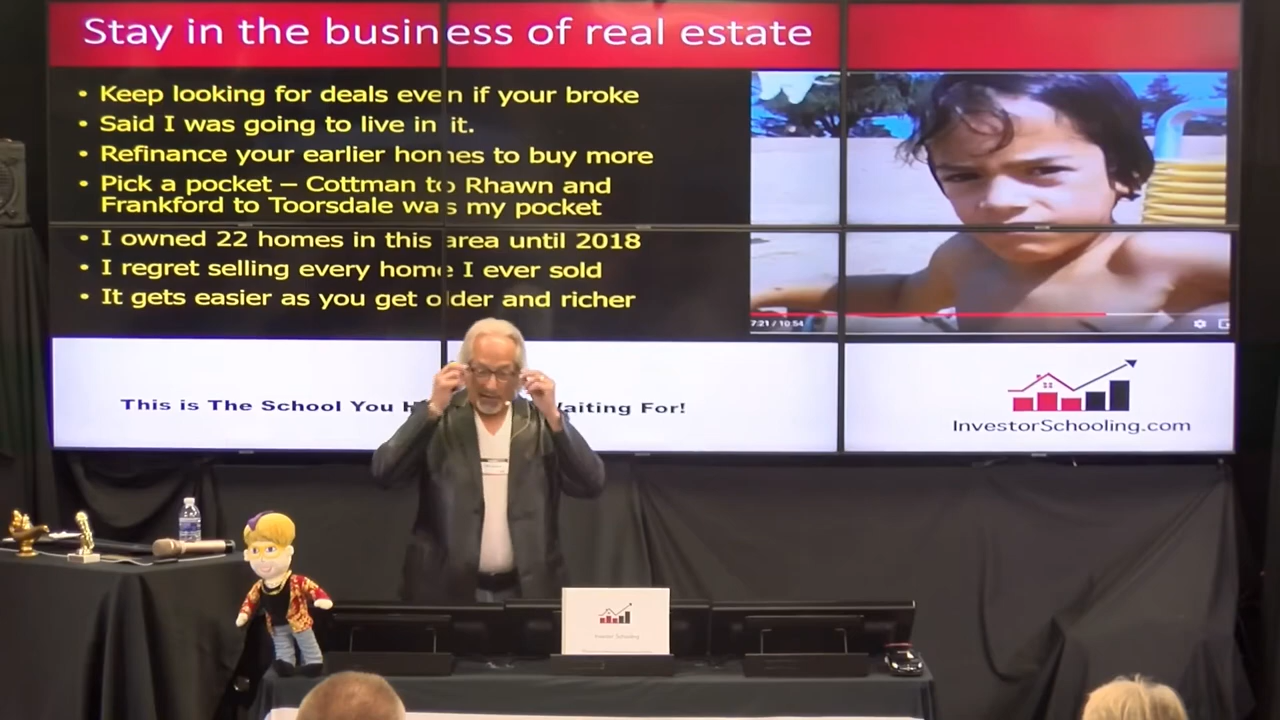 Stay in the business of real estate
• Keep looking for deals even if your broke
• Said I was going to live in it.
• Refinance your earlier homes to buy more
• Pick a pocket – Cottman to Rhawn and
Frankford to Toorsdale was my pocket
• I owned 22 homes in this area until 2018
• I regret selling every home I ever sold
• It gets easier as you get older and richer
7:21 / 10:54
This is The School You H Waiting For!
InvestorSchooling.com
Investor Schooling